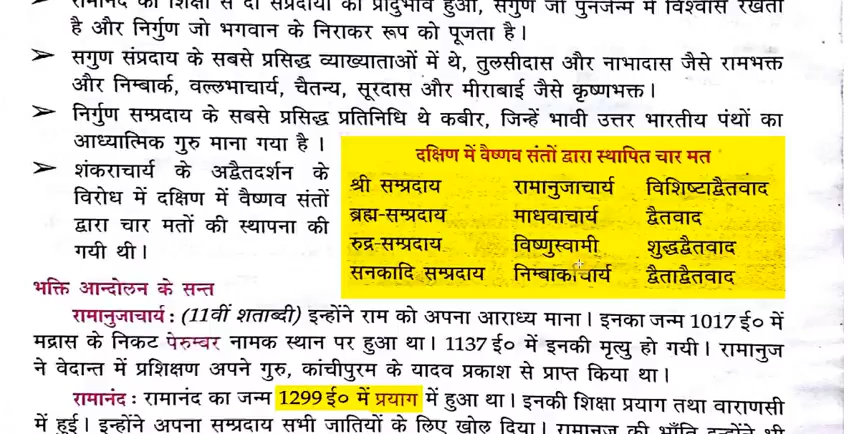 रामानंद की शिक्षा से दो संप्रदायों का प्रादुर्भाव हुआ, सगुण जो पुनर्जन्म में विश्वास रखता
है और निर्गुण जो भगवान के निराकर रूप को पूजता है।
➢ सगुण संप्रदाय के सबसे प्रसिद्ध व्याख्याताओं में थे, तुलसीदास और नाभादास जैसे रामभक्त
और निम्बार्क, वल्लभाचार्य, चैतन्य, सूरदास और मीराबाई जैसे कृष्णभक्त।
➢ निर्गुण सम्प्रदाय के सबसे प्रसिद्ध प्रतिनिधि थे कबीर, जिन्हें भावी उत्तर भारतीय पंथों का
आध्यात्मिक गुरु माना गया है ।
➢ शंकराचार्य के अद्वैतदर्शन के
विरोध में दक्षिण में वैष्णव संतों
द्वारा चार मतों की स्थापना की
गयी थी।
दक्षिण में वैष्णव संतों द्वारा स्थापित चार मत
श्री सम्प्रदाय रामानुजाचार्य विशिष्टाद्वैतवाद
ब्रह्म-सम्प्रदाय माधवाचार्य द्वैतवाद
रुद्र-सम्प्रदाय विष्णुस्वामी शुद्धद्वैतवाद
सनकादि सम्प्रदाय निम्बार्काचार्य द्वैताद्वैतवाद
भक्ति आन्दोलन के सन्त
रामानुजाचार्य : (11वीं शताब्दी) इन्होंने राम को अपना आराध्य माना। इनका जन्म 1017 ई० में
मद्रास के निकट पेरुम्बर नामक स्थान पर हुआ था। 1137 ई० में इनकी मृत्यु हो गयी। रामानुज
ने वेदान्त में प्रशिक्षण अपने गुरु, कांचीपुरम के यादव प्रकाश से प्राप्त किया था।
रामानंद : रामानंद का जन्म 1299 ई० में प्रयाग में हुआ था। इनकी शिक्षा प्रयाग तथा वाराणसी
में हुई। इन्होंने अपना सम्प्रदाय सभी जातियों के लिए खोल दिया। रामानुज की भाँति इन्होंने भी